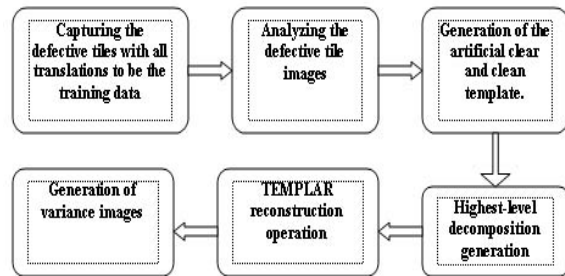 Capturing the
defective tiles with all
translations to be the
training data
Analyzing the
defective tile
images
Generation of the
artificial clear
and clean
template.
Highest-level
decomposition
generation
TEMPLAR
reconstruction
operation
Generation of
variance images